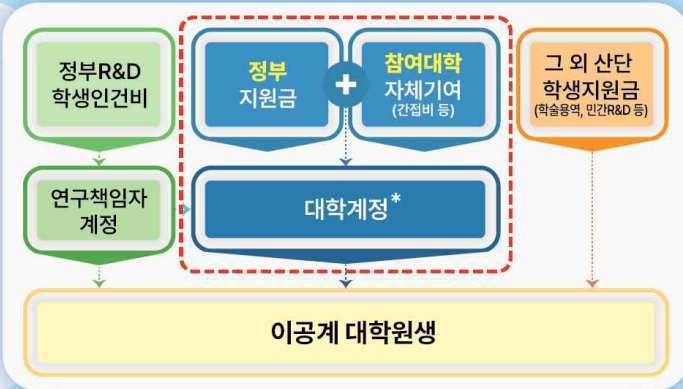 정부R&D
학생인건비
정부
지원금
+
참여대학
자체기여
(간접비 등)
그 외 산단
학생지원금
(학술용역, 민간R&D 등)
연구책임자
계정
대학계정*
이공계 대학원생